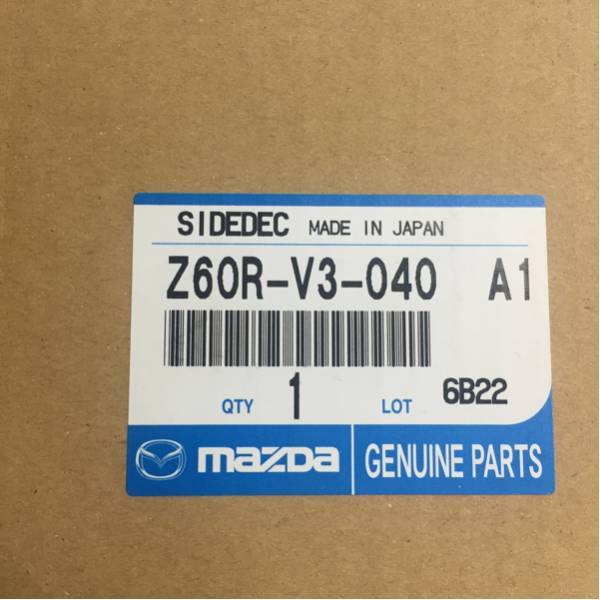 SIDEDEC MADE IN JAPAN
Z60R-V3-040 A1
QTY 1 LOT 6B22
mazda GENUINE PARTS